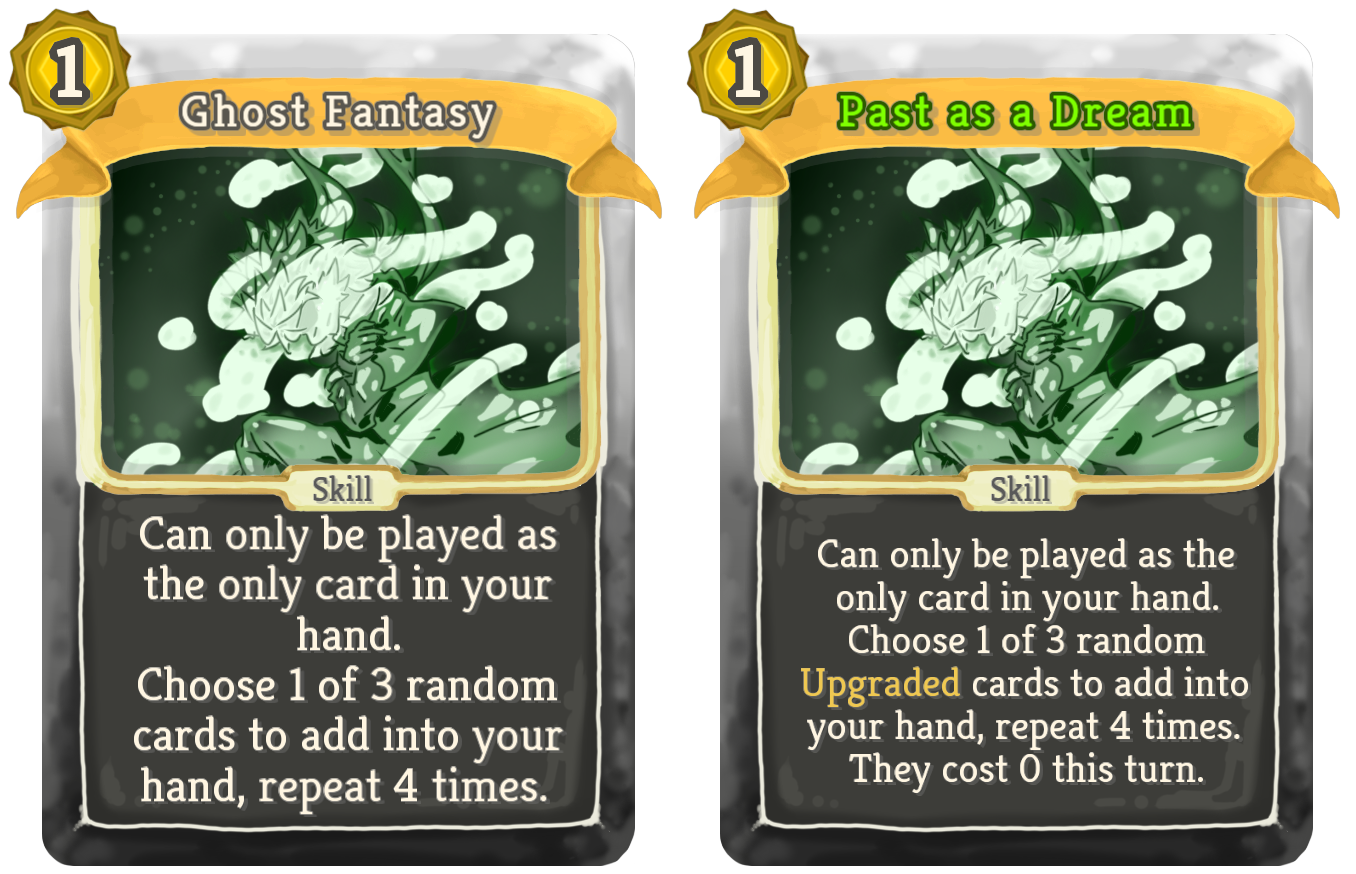 1
Ghost Fantasy
Skill
Can only be played as
the only card in your
hand.
Choose 1 of 3 random
cards to add into your
hand, repeat 4 times.
1
Past as a Dream
Skill
Can only be played as the
only card in your hand.
Choose 1 of 3 random
Upgraded cards to add into
your hand, repeat 4 times.
They cost 0 this turn.